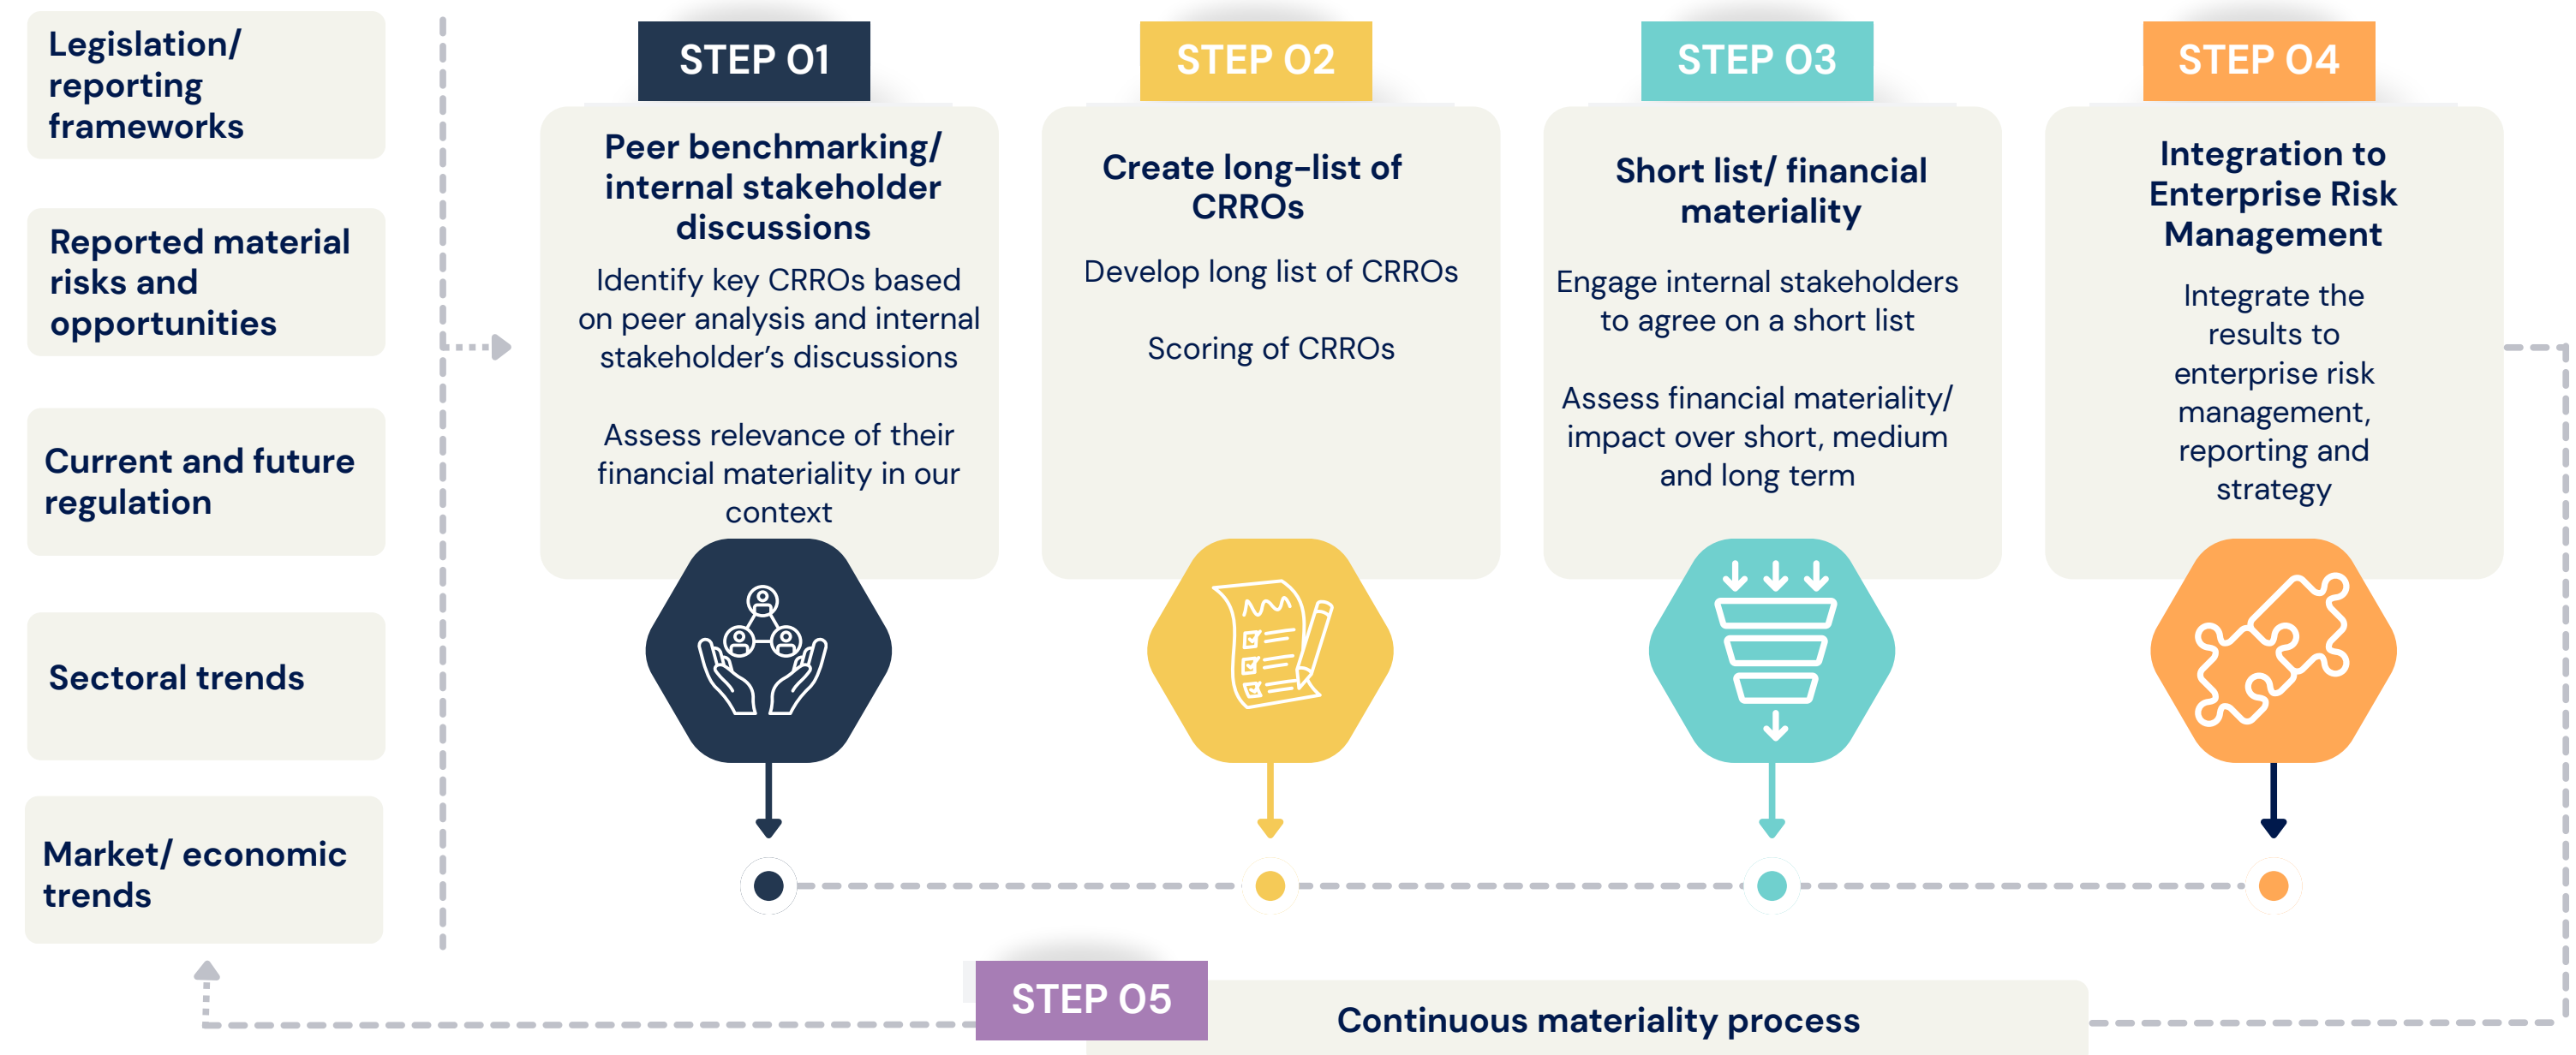 Legislation/
reporting
frameworks
Reported material
risks and
opportunities
Current and future
regulation
Sectoral trends
Market/ economic
trends
STEP 01
Peer benchmarking/
internal stakeholder
discussions
Identify key CRROs based
on peer analysis and internal
stakeholder’s discussions
Assess relevance of their
financial materiality in our
context
STEP 02
Create long-list of
CRROs
Develop long list of CRROs
Scoring of CRROs
STEP 03
Short list/ financial
materiality
Engage internal stakeholders
to agree on a short list
Assess financial materiality/
impact over short, medium
and long term
STEP 04
Integration to
Enterprise Risk
Management
Integrate the
results to
enterprise risk
management,
reporting and
strategy
STEP 05
Continuous materiality process